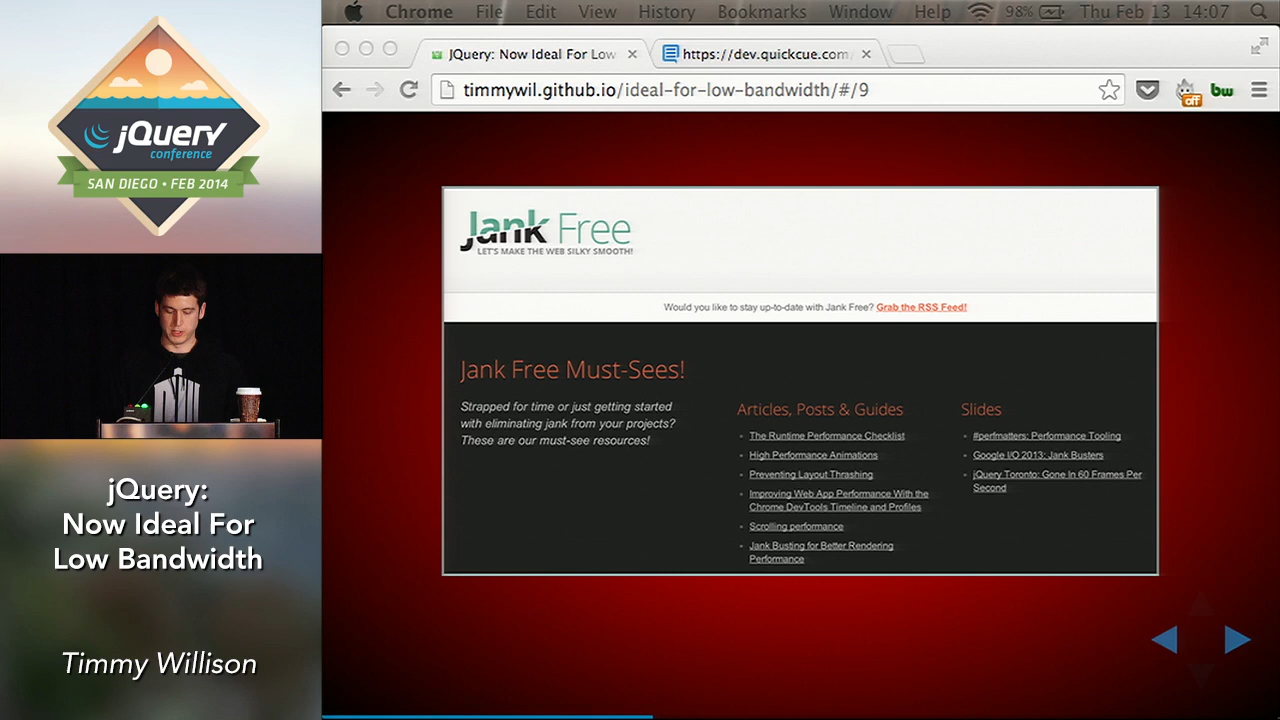 jQuery
conference
SAN DIEGO • FEB 2014
jQuery:
Now Ideal For
Low Bandwidth
Timmy Willison
Chrome File Edit View History Bookmarks Window Help 98% Thu Feb 13 14:07
jQuery: Now Ideal For Low
https://dev.quickcue.com/
timmywil.github.io/ideal-for-low-bandwidth/#/9
off
bw
Jank Free
LET'S MAKE THE WEB SILKY SMOOTH!
Would you like to stay up-to-date with Jank Free? Grab the RSS Feed!
Jank Free Must-Sees!
Strapped for time or just getting started
with eliminating jank from your projects?
These are our must-see resources!
Articles, Posts & Guides
The Runtime Performance Checklist
High Performance Animations
Preventing Layout Thrashing
Improving Web App Performance With the
Chrome DevTools Timeline and Profiles
Scrolling performance
Jank Busting for Better Rendering
Performance
Slides
#perfmatters: Performance Tooling
Google I/O 2013: Jank Busters
jQuery Toronto: Gone In 60 Frames Per
Second